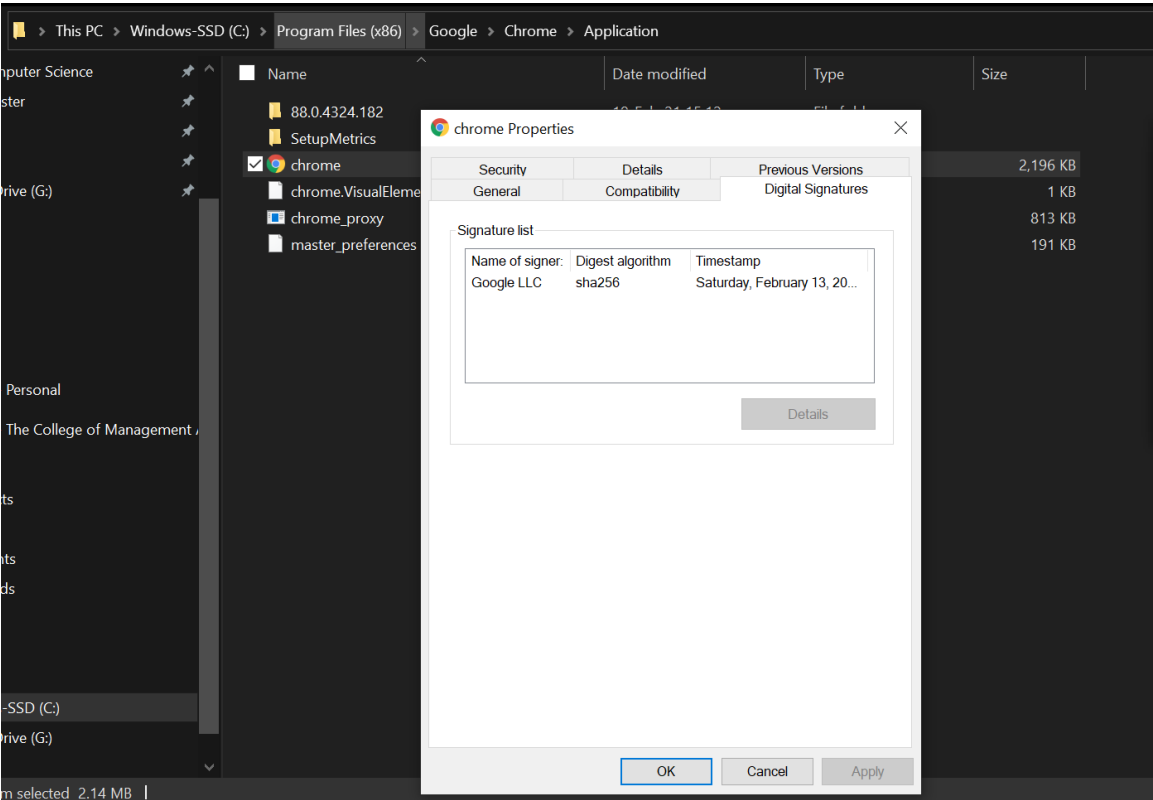 This PC Windows-SSD (C:) Program Files (x86) Google Chrome Application
Name Date modified Type Size
88.0.4324.182
SetupMetrics
chrome 2,196 KB
chrome.VisualEleme 1 KB
chrome_proxy 813 KB
master_preferences 191 KB
nputer Science
ster
Drive (G:)
Personal
The College of Management
ts
nts
ds
-SSD (C:)
Drive (G:)
m selected 2.14 MB
chrome Properties
Security Details Previous Versions
General Compatibility Digital Signatures
Signature list
Name of signer: Digest algorithm Timestamp
Google LLC sha256 Saturday, February 13, 20...
Details
OK Cancel Apply